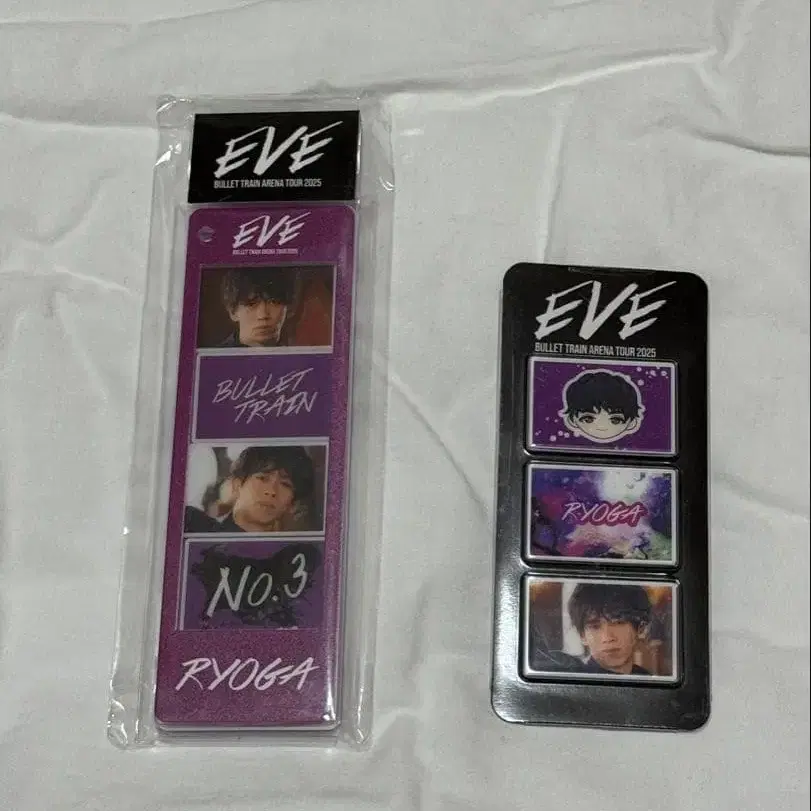 EVE
BULLET TRAIN ARENA TOUR 2025
EVE
BULLET TRAIN ARENA TOUR 2025
BULLET
TRAIN
No.3
RYOGA
EVE
BULLET TRAIN ARENA TOUR 2025
RYOGA